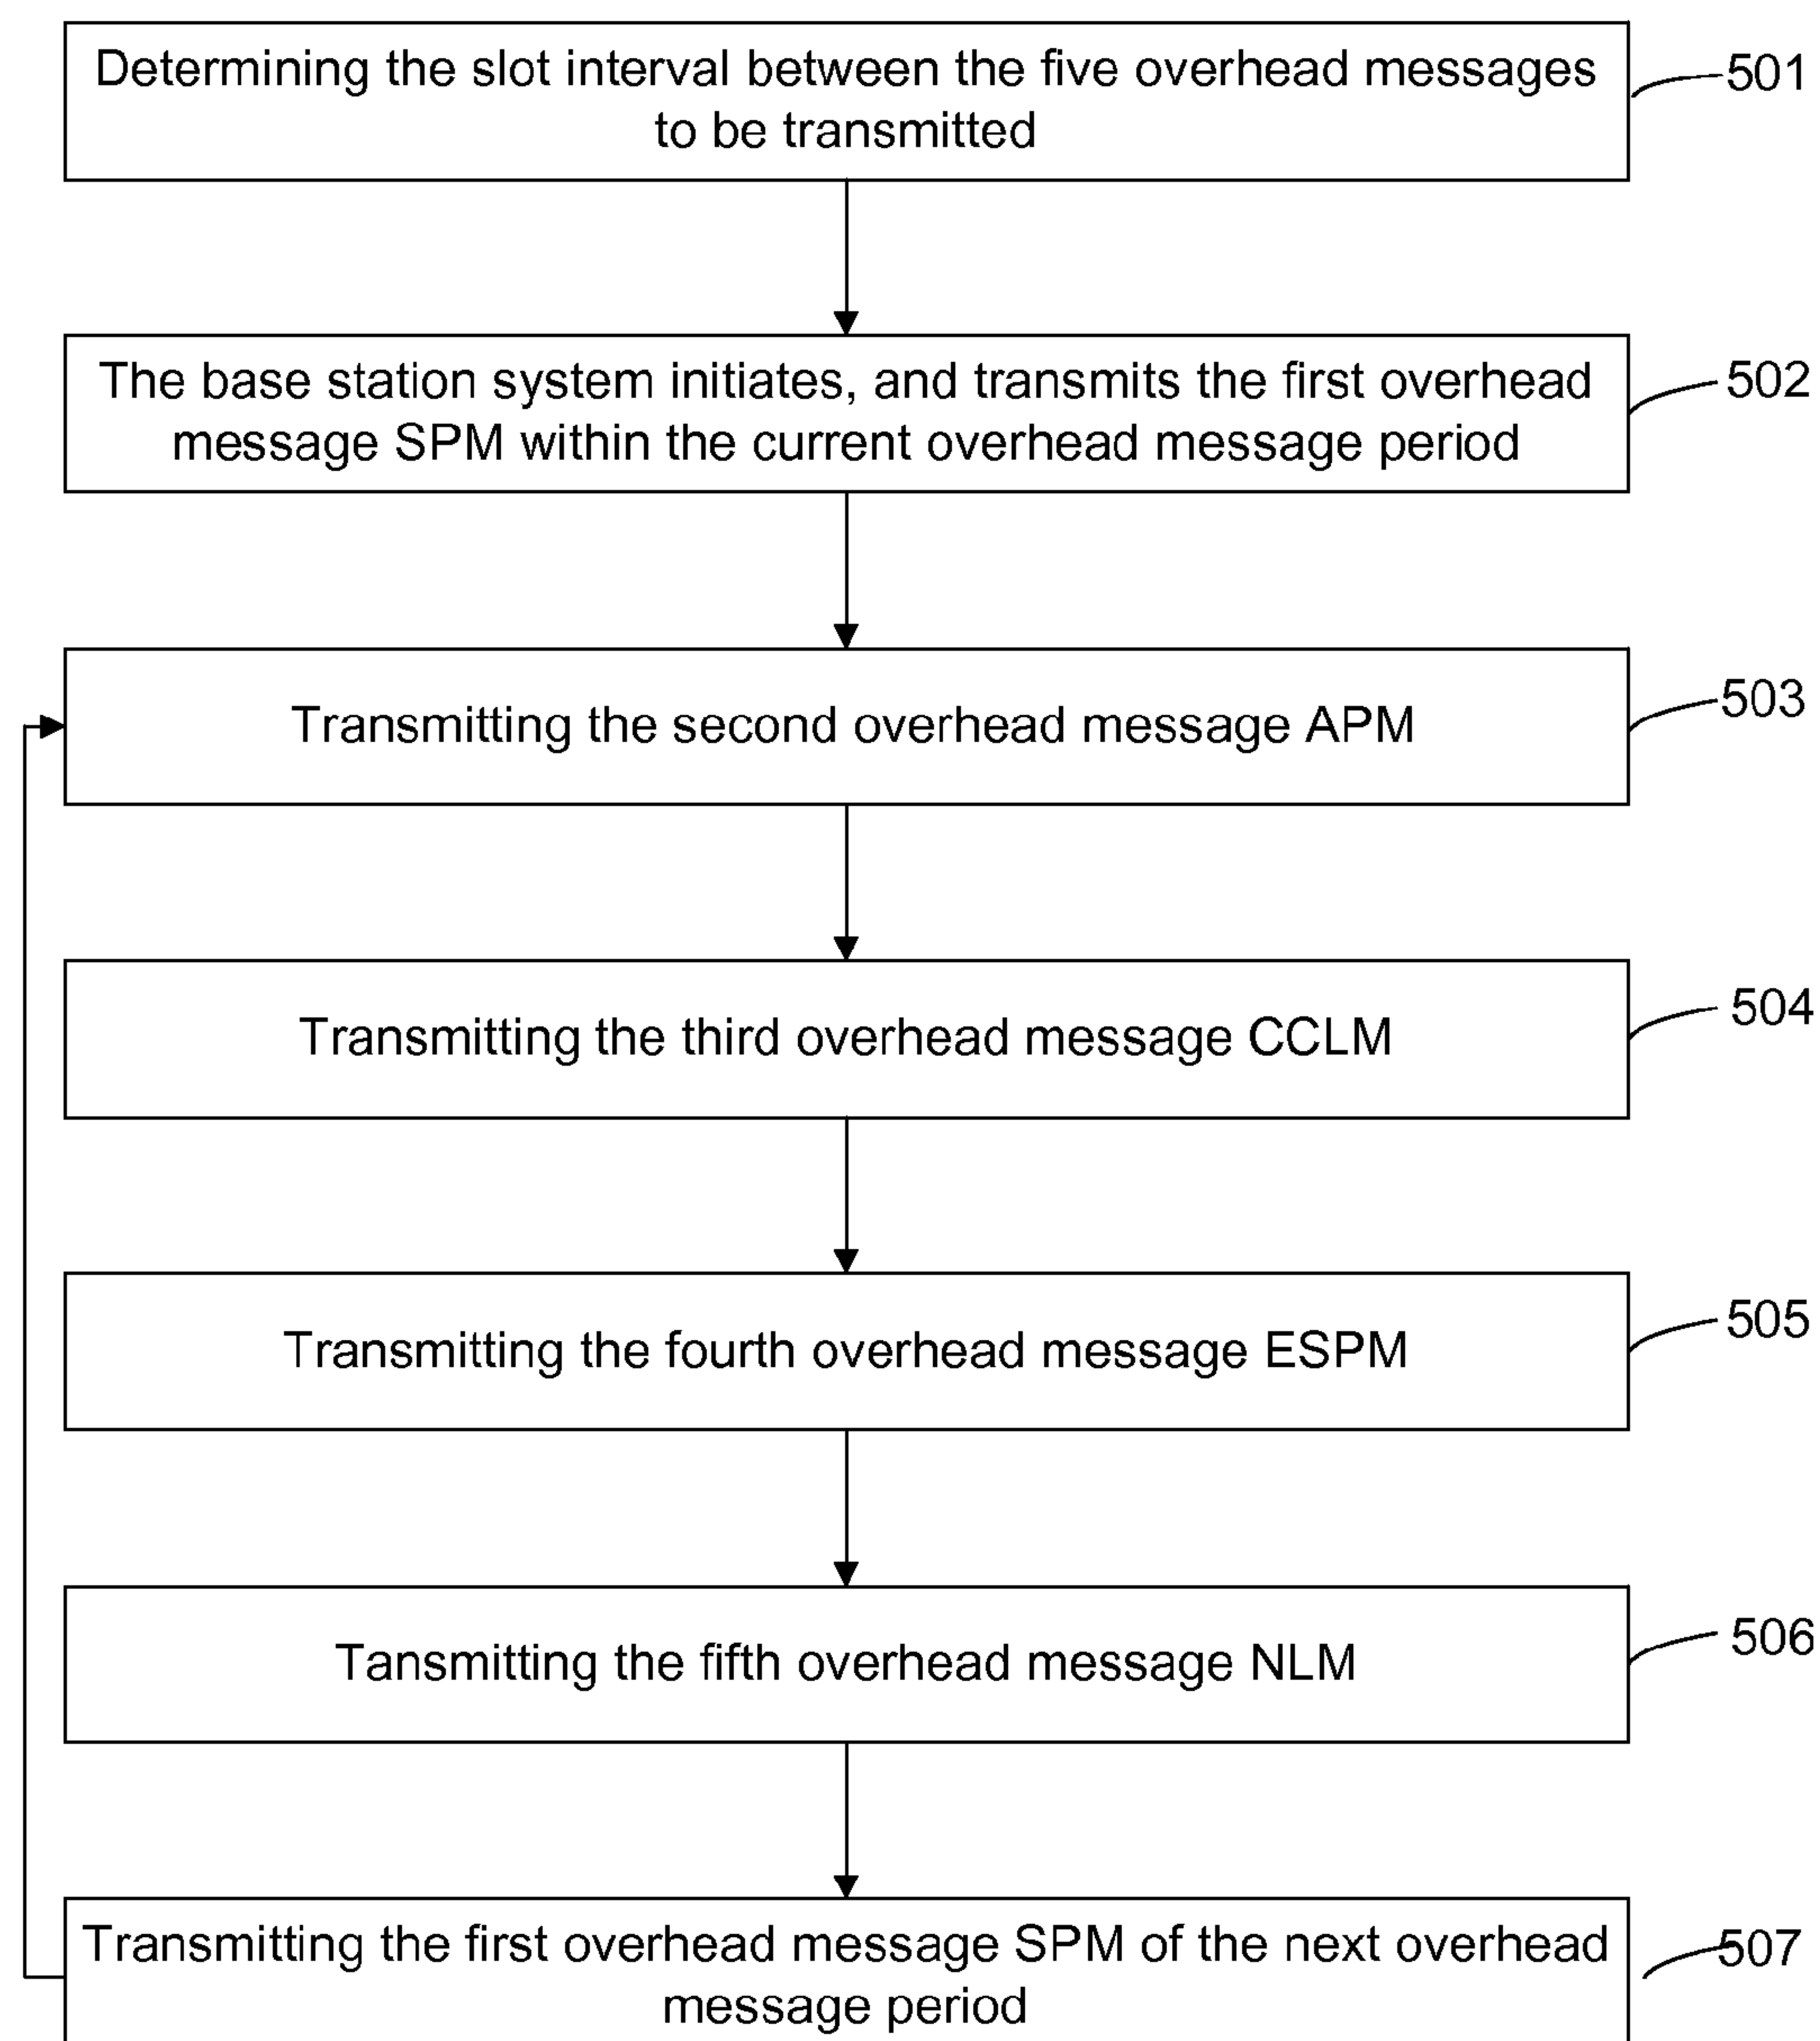 Determining the slot interval between the five overhead messages
to be transmitted
501
The base station system initiates, and transmits the first overhead
message SPM within the current overhead message period
502
Transmitting the second overhead message APM
503
Transmitting the third overhead message CCLM
504
Transmitting the fourth overhead message ESPM
505
Tansmitting the fifth overhead message NLM
506
Transmitting the first overhead message SPM of the next overhead
message period
507